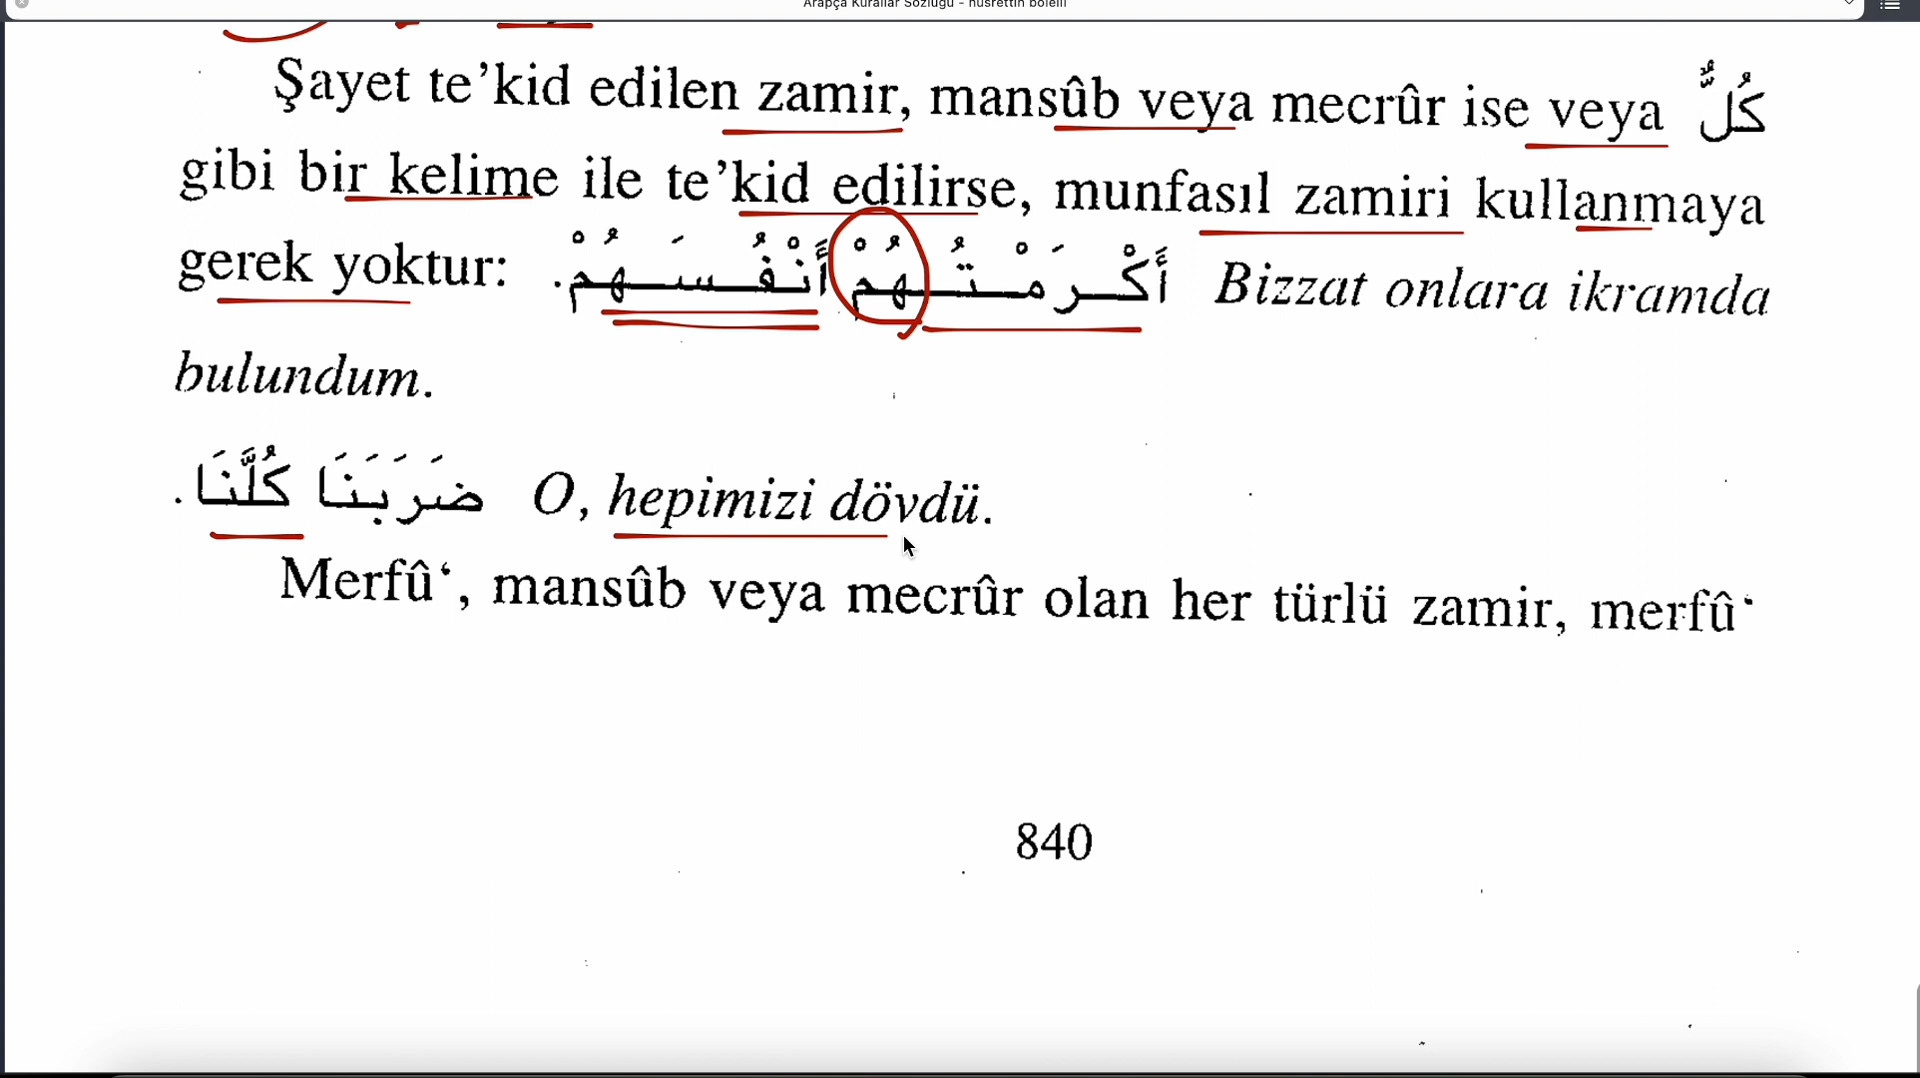 Arapça Kurallar Sözlüğü - nusrettin bolelli
Şayet te’kid edilen zamir, mansûb veya mecrûr ise veya كُلٌّ
gibi bir kelime ile te’kid edilirse, munfasıl zamiri kullanmaya
gerek yoktur: أَكْرَمْتُهُمْ أَنْفُسَهُمْ. Bizzat onlara ikramda
bulundum.
ضَرَبَنَا كُلَّنَا. O, hepimizi dövdü.
Merfû‘, mansûb veya mecrûr olan her türlü zamir, merfû‘
840